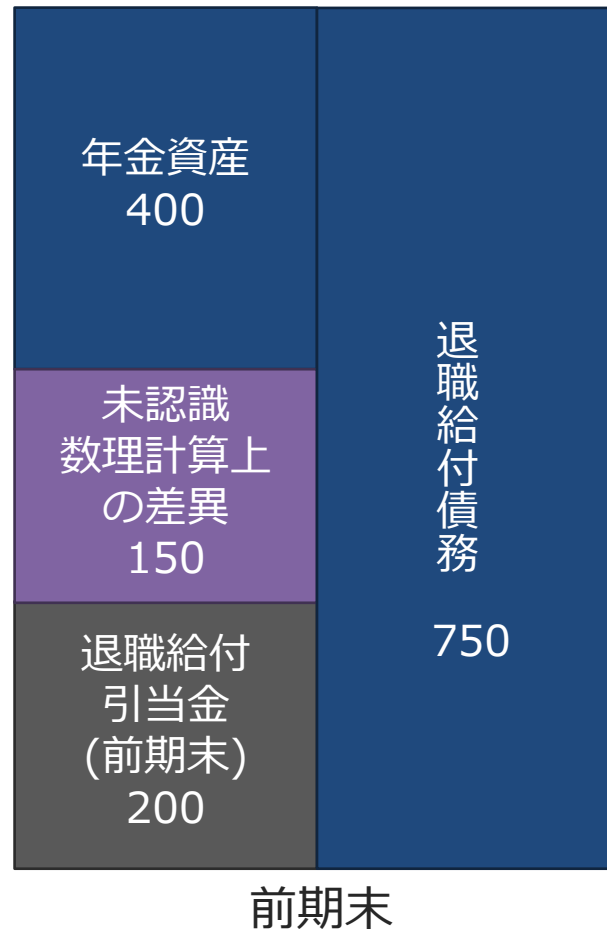 年金資産
400
未認識
数理計算上
の差異
150
退職給付
引当金
(前期末)
200
退職給付債務
750
前期末